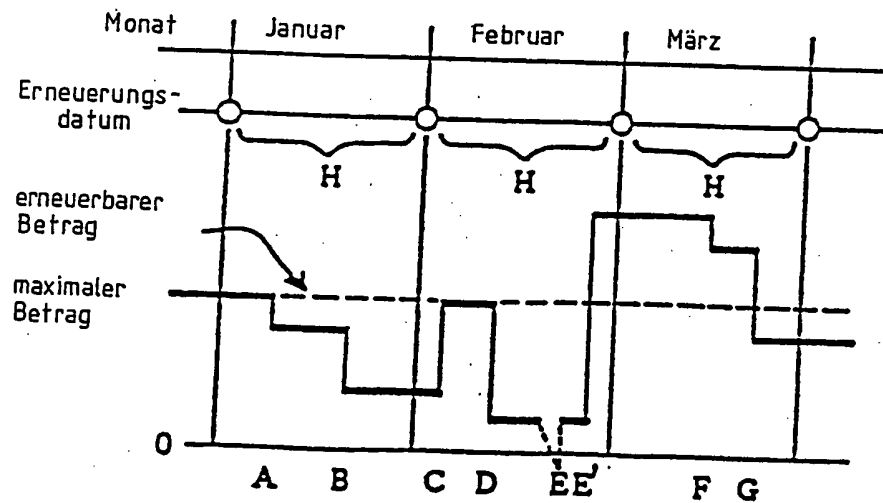 Monat Januar Februar März
Erneuerungs-
datum
H H H
erneuerbarer
Betrag
maximaler
Betrag
0
A B C D E E' F G